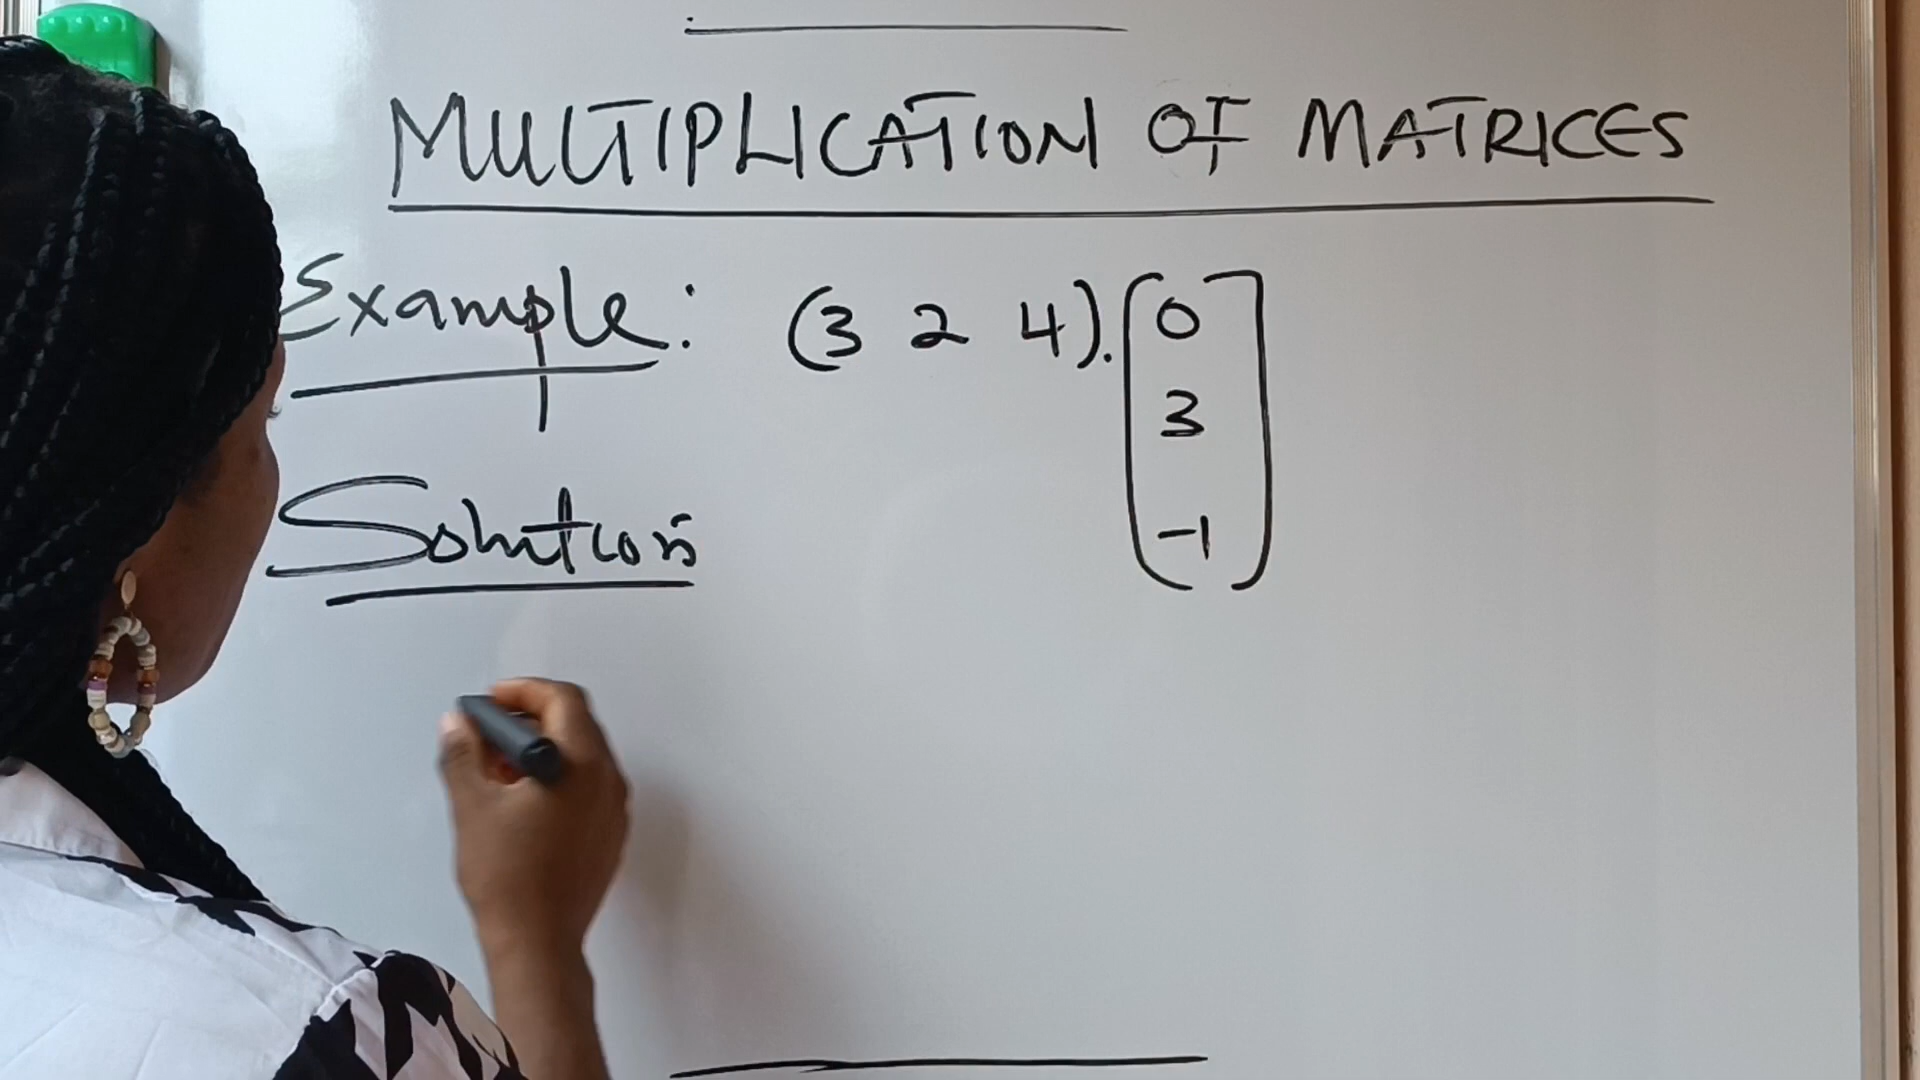 MULTIPLICATION OF MATRICES
Example: (3 2 4). [0
3
-1]
Solution